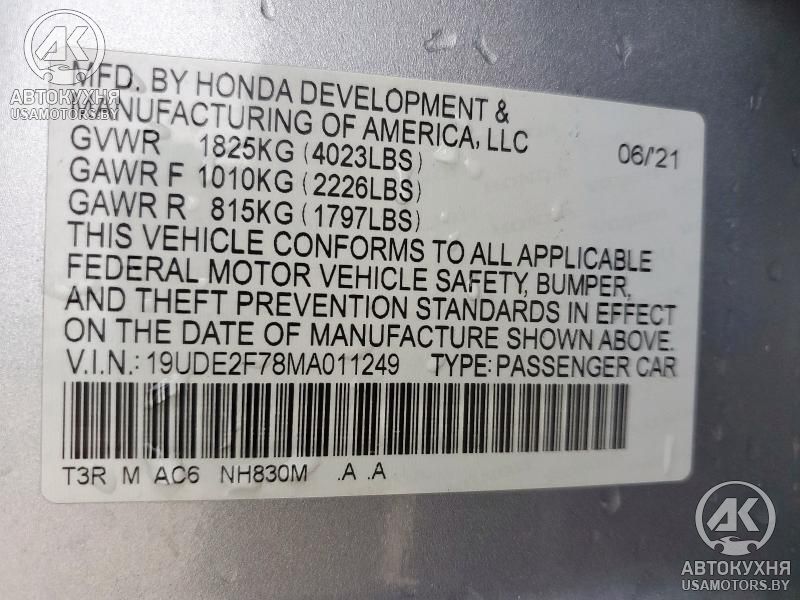 АК
АВТОКУХНЯ
USAMOTORS.BY
MFD. BY HONDA DEVELOPMENT &
MANUFACTURING OF AMERICA, LLC
GVWR 1825KG (4023LBS) 06/'21
GAWR F 1010KG (2226LBS)
GAWR R 815KG (1797LBS)
THIS VEHICLE CONFORMS TO ALL APPLICABLE
FEDERAL MOTOR VEHICLE SAFETY, BUMPER,
AND THEFT PREVENTION STANDARDS IN EFFECT
ON THE DATE OF MANUFACTURE SHOWN ABOVE.
V.I.N.: 19UDE2F78MA011249 TYPE: PASSENGER CAR
T3R M AC6 NH830M .A .A
АК
АВТОКУХНЯ
USAMOTORS.BY